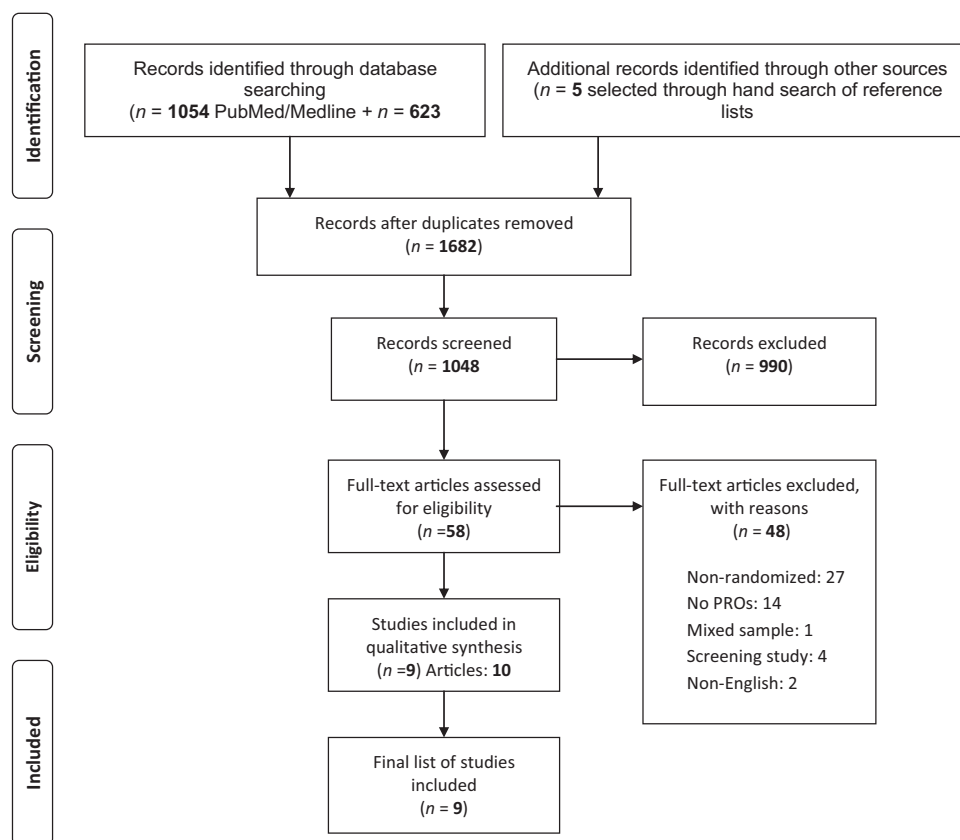 Identification
Records identified through database
searching
(n = 1054 PubMed/Medline + n = 623
Additional records identified through other sources
(n = 5 selected through hand search of reference
lists
Screening
Records after duplicates removed
(n = 1682)
Records screened
(n = 1048
Records excluded
(n = 990)
Eligibility
Full-text articles assessed
for eligibility
(n =58)
Full-text articles excluded,
with reasons
(n = 48)
Non-randomized: 27
No PROs: 14
Mixed sample: 1
Screening study: 4
Non-English: 2
Studies included in
qualitative synthesis
(n =9) Articles: 10
Included
Final list of studies
included
(n = 9)